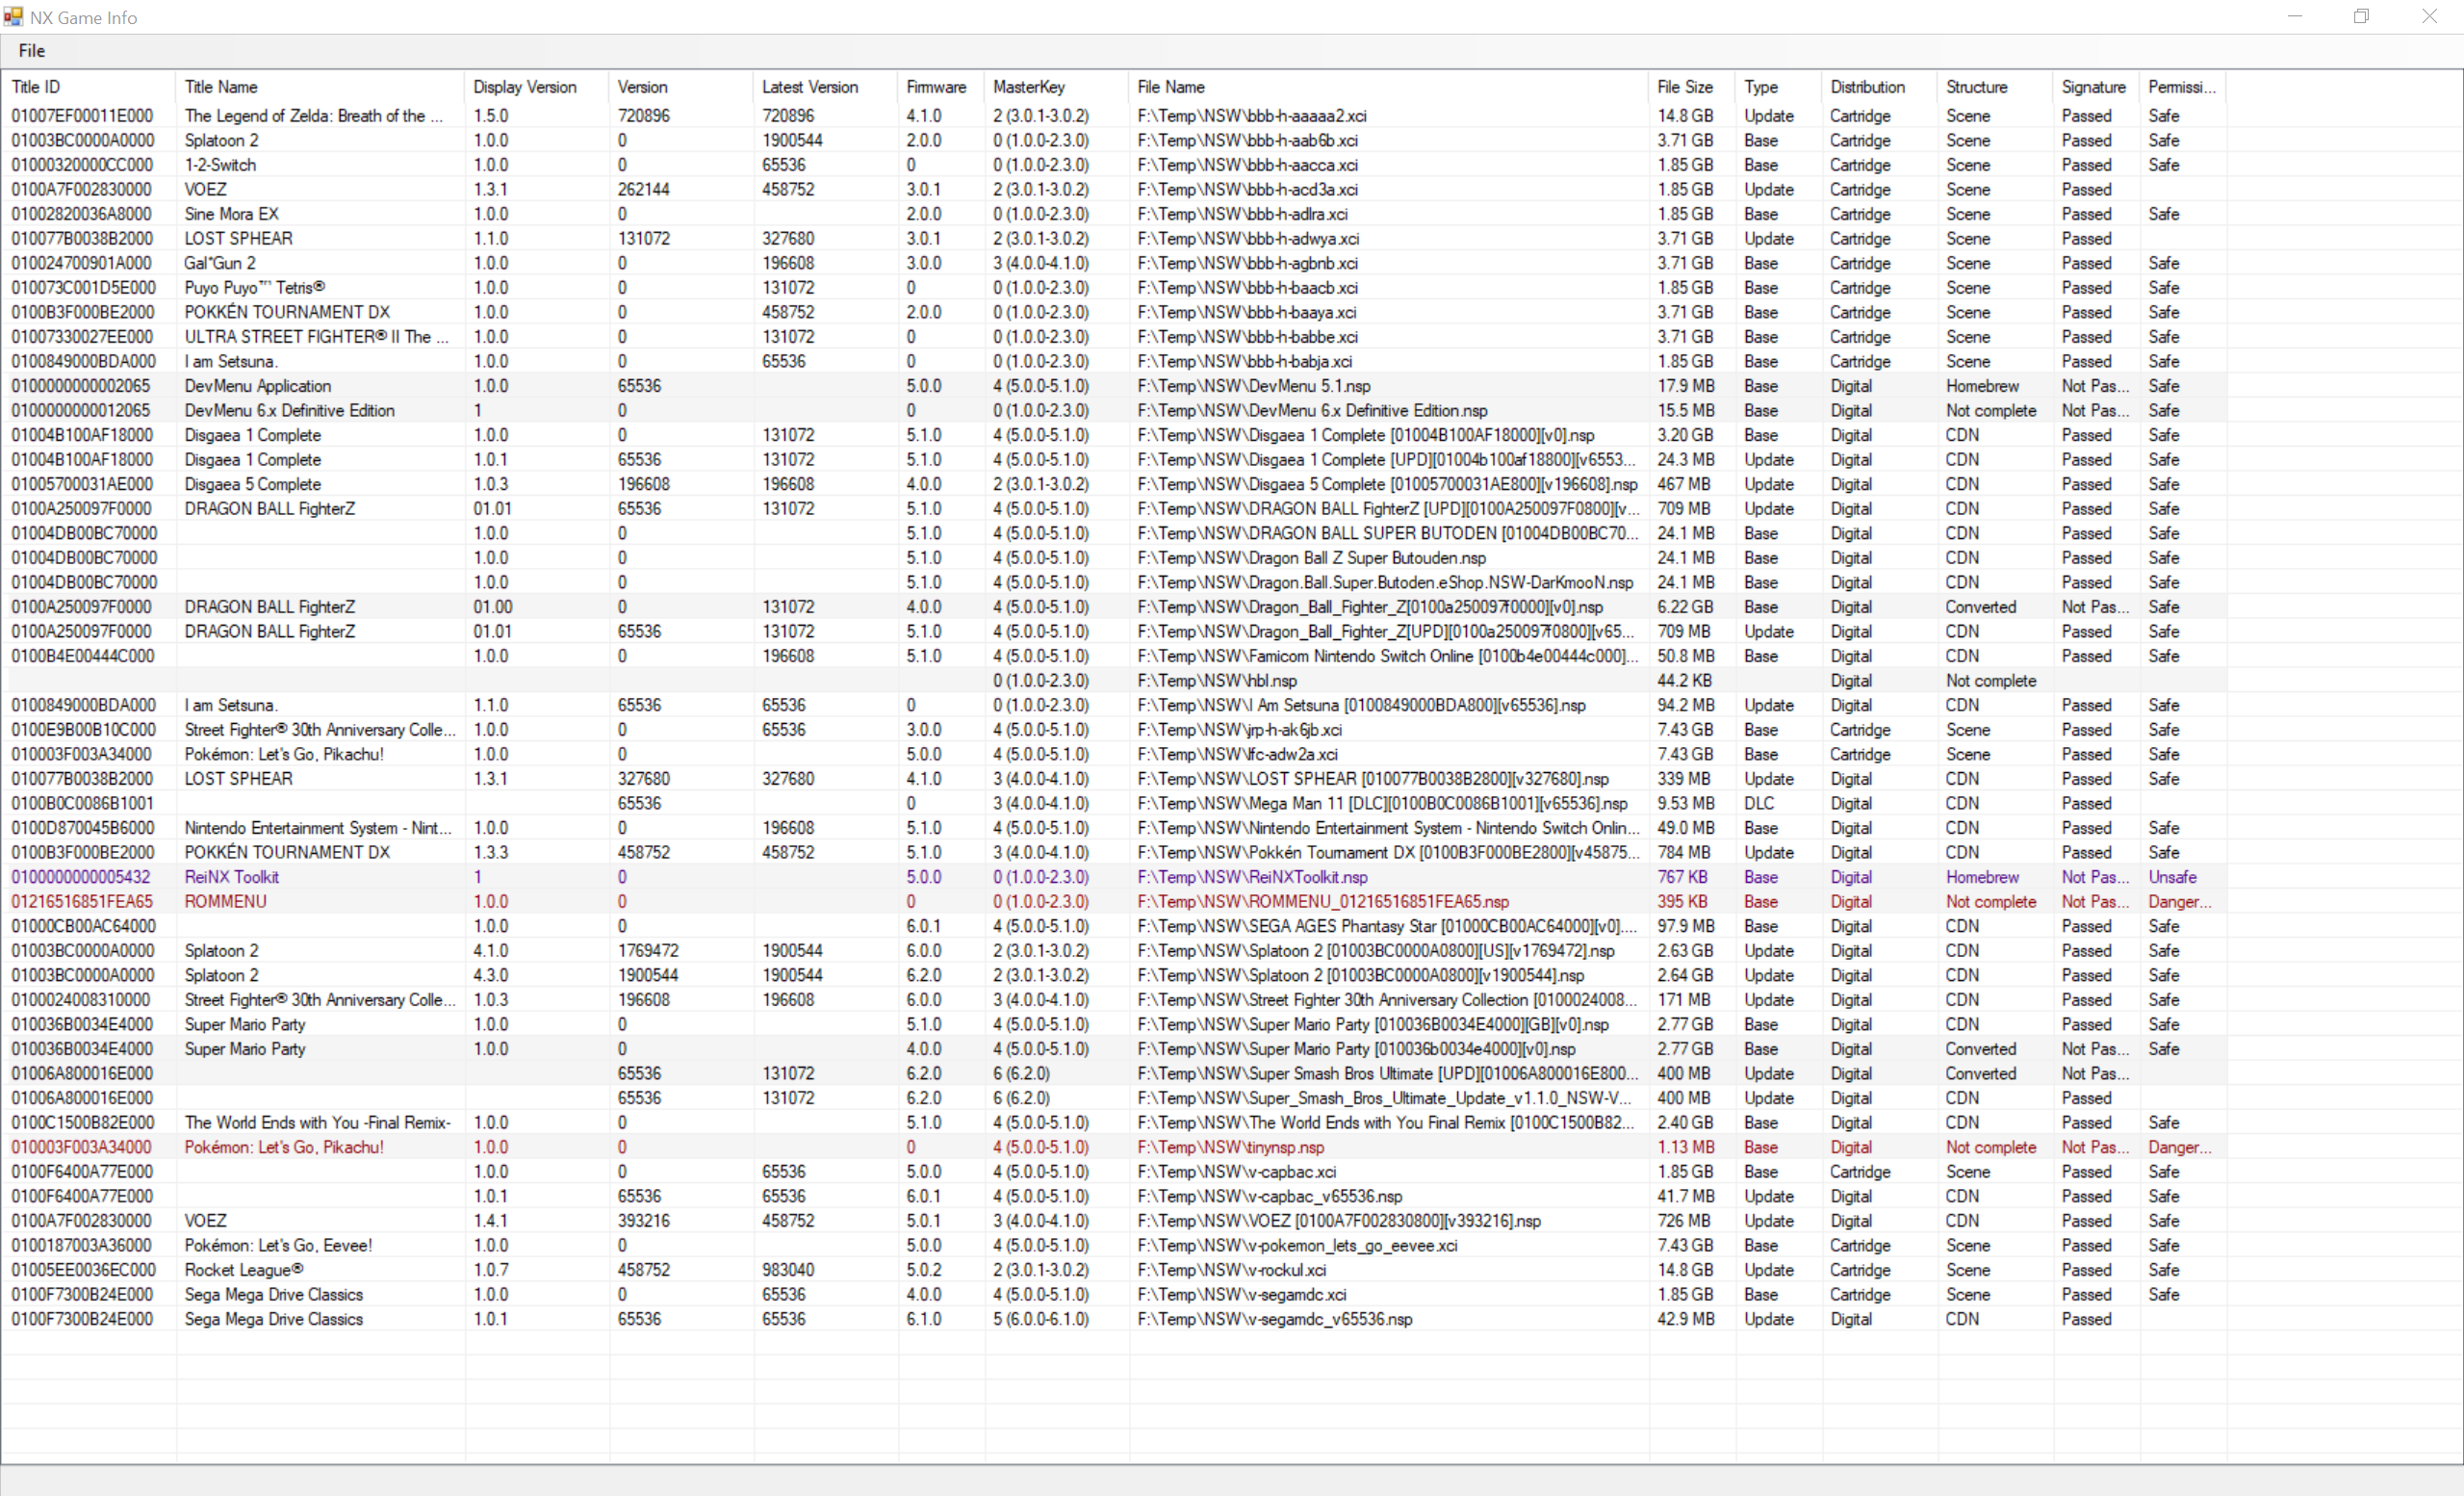 NX Game Info
File
Title ID Title Name Display Version Version Latest Version Firmware MasterKey File Name File Size Type Distribution Structure Signature Permissi...
01007EF00011E000 The Legend of Zelda: Breath of the ... 1.5.0 720896 720896 4.1.0 2 (3.0.1-3.0.2) F:\Temp\NSW\bbb-h-aaaaa2.xci 14.8 GB Update Cartridge Scene Passed Safe
01003BC0000A0000 Splatoon 2 1.0.0 0 1900544 2.0.0 0 (1.0.0-2.3.0) F:\Temp\NSW\bbb-h-aab6b.xci 3.71 GB Base Cartridge Scene Passed Safe
01000320000CC000 1-2-Switch 1.0.0 0 65536 0 0 (1.0.0-2.3.0) F:\Temp\NSW\bbb-h-aacca.xci 1.85 GB Base Cartridge Scene Passed Safe
0100A7F002830000 VOEZ 1.3.1 262144 458752 3.0.1 2 (3.0.1-3.0.2) F:\Temp\NSW\bbb-h-acd3a.xci 1.85 GB Update Cartridge Scene Passed
01002820036A8000 Sine Mora EX 1.0.0 0 2.0.0 0 (1.0.0-2.3.0) F:\Temp\NSW\bbb-h-adlra.xci 1.85 GB Base Cartridge Scene Passed Safe
010077B0038B2000 LOST SPHEAR 1.1.0 131072 327680 3.0.1 2 (3.0.1-3.0.2) F:\Temp\NSW\bbb-h-adwya.xci 3.71 GB Update Cartridge Scene Passed
010024700901A000 Gal*Gun 2 1.0.0 0 196608 3.0.0 3 (4.0.0-4.1.0) F:\Temp\NSW\bbb-h-agbnb.xci 3.71 GB Base Cartridge Scene Passed Safe
010073C001D5E000 Puyo Puyo™ Tetris® 1.0.0 0 131072 0 0 (1.0.0-2.3.0) F:\Temp\NSW\bbb-h-baacb.xci 1.85 GB Base Cartridge Scene Passed Safe
0100B3F000BE2000 POKKÉN TOURNAMENT DX 1.0.0 0 458752 2.0.0 0 (1.0.0-2.3.0) F:\Temp\NSW\bbb-h-baaya.xci 3.71 GB Base Cartridge Scene Passed Safe
01007330027EE000 ULTRA STREET FIGHTER® II The ... 1.0.0 0 131072 0 0 (1.0.0-2.3.0) F:\Temp\NSW\bbb-h-babbe.xci 3.71 GB Base Cartridge Scene Passed Safe
0100849000BDA000 I am Setsuna. 1.0.0 0 65536 0 0 (1.0.0-2.3.0) F:\Temp\NSW\bbb-h-babja.xci 1.85 GB Base Cartridge Scene Passed Safe
0100000000002065 DevMenu Application 1.0.0 65536 5.0.0 4 (5.0.0-5.1.0) F:\Temp\NSW\DevMenu 5.1.nsp 17.9 MB Base Digital Homebrew Not Pas... Safe
0100000000012065 DevMenu 6.x Definitive Edition 1 0 0 0 (1.0.0-2.3.0) F:\Temp\NSW\DevMenu 6.x Definitive Edition.nsp 15.5 MB Base Digital Not complete Not Pas... Safe
01004B100AF18000 Disgaea 1 Complete 1.0.0 0 131072 5.1.0 4 (5.0.0-5.1.0) F:\Temp\NSW\Disgaea 1 Complete [01004B100AF18000][v0].nsp 3.20 GB Base Digital CDN Passed Safe
01004B100AF18000 Disgaea 1 Complete 1.0.1 65536 131072 5.1.0 4 (5.0.0-5.1.0) F:\Temp\NSW\Disgaea 1 Complete [UPD][01004b100af18800][v6553... 24.3 MB Update Digital CDN Passed Safe
01005700031AE000 Disgaea 5 Complete 1.0.3 196608 196608 4.0.0 2 (3.0.1-3.0.2) F:\Temp\NSW\Disgaea 5 Complete [01005700031AE800][v196608].nsp 467 MB Update Digital CDN Passed Safe
0100A250097F0000 DRAGON BALL FighterZ 01.01 65536 131072 5.1.0 4 (5.0.0-5.1.0) F:\Temp\NSW\DRAGON BALL FighterZ [UPD][0100A250097F0800][v... 709 MB Update Digital CDN Passed Safe
01004DB00BC70000 1.0.0 0 5.1.0 4 (5.0.0-5.1.0) F:\Temp\NSW\DRAGON BALL SUPER BUTODEN [01004DB00BC70... 24.1 MB Base Digital CDN Passed Safe
01004DB00BC70000 1.0.0 0 5.1.0 4 (5.0.0-5.1.0) F:\Temp\NSW\Dragon Ball Z Super Butouden.nsp 24.1 MB Base Digital CDN Passed Safe
01004DB00BC70000 1.0.0 0 5.1.0 4 (5.0.0-5.1.0) F:\Temp\NSW\Dragon.Ball.Super.Butoden.eShop.NSW-DarKmooN.nsp 24.1 MB Base Digital CDN Passed Safe
0100A250097F0000 DRAGON BALL FighterZ 01.00 0 131072 4.0.0 4 (5.0.0-5.1.0) F:\Temp\NSW\Dragon_Ball_Fighter_Z[0100a250097f0000][v0].nsp 6.22 GB Base Digital Converted Not Pas... Safe
0100A250097F0000 DRAGON BALL FighterZ 01.01 65536 131072 5.1.0 4 (5.0.0-5.1.0) F:\Temp\NSW\Dragon_Ball_Fighter_Z[UPD][0100a250097f0800][v65... 709 MB Update Digital CDN Passed Safe
0100B4E00444C000 1.0.0 0 196608 5.1.0 4 (5.0.0-5.1.0) F:\Temp\NSW\Famicom Nintendo Switch Online [0100b4e00444c000]... 50.8 MB Base Digital CDN Passed Safe
0 (1.0.0-2.3.0) F:\Temp\NSW\hbl.nsp 44.2 KB Digital Not complete
0100849000BDA000 I am Setsuna. 1.1.0 65536 65536 0 0 (1.0.0-2.3.0) F:\Temp\NSW\I Am Setsuna [0100849000BDA800][v65536].nsp 94.2 MB Update Digital CDN Passed Safe
0100E9B00B10C000 Street Fighter® 30th Anniversary Colle... 1.0.0 0 65536 3.0.0 4 (5.0.0-5.1.0) F:\Temp\NSW\jrp-h-ak6jb.xci 7.43 GB Base Cartridge Scene Passed Safe
010003F003A34000 Pokémon: Let's Go, Pikachu! 1.0.0 0 5.0.0 4 (5.0.0-5.1.0) F:\Temp\NSW\lfc-adw2a.xci 7.43 GB Base Cartridge Scene Passed Safe
010077B0038B2000 LOST SPHEAR 1.3.1 327680 327680 4.1.0 3 (4.0.0-4.1.0) F:\Temp\NSW\LOST SPHEAR [010077B0038B2800][v327680].nsp 339 MB Update Digital CDN Passed Safe
0100B0C0086B1001 65536 0 3 (4.0.0-4.1.0) F:\Temp\NSW\Mega Man 11 [DLC][0100B0C0086B1001][v65536].nsp 9.53 MB DLC Digital CDN Passed
0100D870045B6000 Nintendo Entertainment System - Nint... 1.0.0 0 196608 5.1.0 4 (5.0.0-5.1.0) F:\Temp\NSW\Nintendo Entertainment System - Nintendo Switch Onlin... 49.0 MB Base Digital CDN Passed Safe
0100B3F000BE2000 POKKÉN TOURNAMENT DX 1.3.3 458752 458752 5.1.0 3 (4.0.0-4.1.0) F:\Temp\NSW\Pokkén Tournament DX [0100B3F000BE2800][v45875... 784 MB Update Digital CDN Passed Safe
0100000000005432 ReiNX Toolkit 1 0 5.0.0 0 (1.0.0-2.3.0) F:\Temp\NSW\ReiNXToolkit.nsp 767 KB Base Digital Homebrew Not Pas... Unsafe
01216516851FEA65 ROMMENU 1.0.0 0 0 0 (1.0.0-2.3.0) F:\Temp\NSW\ROMMENU_01216516851FEA65.nsp 395 KB Base Digital Not complete Not Pas... Danger...
01000CB00AC64000 1.0.0 0 6.0.1 4 (5.0.0-5.1.0) F:\Temp\NSW\SEGA AGES Phantasy Star [01000CB00AC64000][v0].... 97.9 MB Base Digital CDN Passed Safe
01003BC0000A0000 Splatoon 2 4.1.0 1769472 1900544 6.0.0 2 (3.0.1-3.0.2) F:\Temp\NSW\Splatoon 2 [01003BC0000A0800][US][v1769472].nsp 2.63 GB Update Digital CDN Passed Safe
01003BC0000A0000 Splatoon 2 4.3.0 1900544 1900544 6.2.0 2 (3.0.1-3.0.2) F:\Temp\NSW\Splatoon 2 [01003BC0000A0800][v1900544].nsp 2.64 GB Update Digital CDN Passed Safe
0100024008310000 Street Fighter® 30th Anniversary Colle... 1.0.3 196608 196608 6.0.0 3 (4.0.0-4.1.0) F:\Temp\NSW\Street Fighter 30th Anniversary Collection [0100024008... 171 MB Update Digital CDN Passed Safe
010036B0034E4000 Super Mario Party 1.0.0 0 5.1.0 4 (5.0.0-5.1.0) F:\Temp\NSW\Super Mario Party [010036B0034E4000][GB][v0].nsp 2.77 GB Base Digital CDN Passed Safe
010036B0034E4000 Super Mario Party 1.0.0 0 4.0.0 4 (5.0.0-5.1.0) F:\Temp\NSW\Super Mario Party [010036b0034e4000][v0].nsp 2.77 GB Base Digital Converted Not Pas... Safe
01006A800016E000 65536 131072 6.2.0 6 (6.2.0) F:\Temp\NSW\Super Smash Bros Ultimate [UPD][01006A800016E800... 400 MB Update Digital Converted Not Pas...
01006A800016E000 65536 131072 6.2.0 6 (6.2.0) F:\Temp\NSW\Super_Smash_Bros_Ultimate_Update_v1.1.0_NSW-V... 400 MB Update Digital CDN Passed
0100C1500B82E000 The World Ends with You -Final Remix- 1.0.0 0 5.1.0 4 (5.0.0-5.1.0) F:\Temp\NSW\The World Ends with You Final Remix [0100C1500B82... 2.40 GB Base Digital CDN Passed Safe
010003F003A34000 Pokémon: Let's Go, Pikachu! 1.0.0 0 0 4 (5.0.0-5.1.0) F:\Temp\NSW\tinynsp.nsp 1.13 MB Base Digital Not complete Not Pas... Danger...
0100F6400A77E000 1.0.0 0 65536 5.0.0 4 (5.0.0-5.1.0) F:\Temp\NSW\v-capbac.xci 1.85 GB Base Cartridge Scene Passed Safe
0100F6400A77E000 1.0.1 65536 65536 6.0.1 4 (5.0.0-5.1.0) F:\Temp\NSW\v-capbac_v65536.nsp 41.7 MB Update Digital CDN Passed Safe
0100A7F002830000 VOEZ 1.4.1 393216 458752 5.0.1 3 (4.0.0-4.1.0) F:\Temp\NSW\VOEZ [0100A7F002830800][v393216].nsp 726 MB Update Digital CDN Passed Safe
0100187003A36000 Pokémon: Let's Go, Eevee! 1.0.0 0 5.0.0 4 (5.0.0-5.1.0) F:\Temp\NSW\v-pokemon_lets_go_eevee.xci 7.43 GB Base Cartridge Scene Passed Safe
01005EE0036EC000 Rocket League® 1.0.7 458752 983040 5.0.2 2 (3.0.1-3.0.2) F:\Temp\NSW\v-rockul.xci 14.8 GB Update Cartridge Scene Passed Safe
0100F7300B24E000 Sega Mega Drive Classics 1.0.0 0 65536 4.0.0 4 (5.0.0-5.1.0) F:\Temp\NSW\v-segamdc.xci 1.85 GB Base Cartridge Scene Passed Safe
0100F7300B24E000 Sega Mega Drive Classics 1.0.1 65536 65536 6.1.0 5 (6.0.0-6.1.0) F:\Temp\NSW\v-segamdc_v65536.nsp 42.9 MB Update Digital CDN Passed